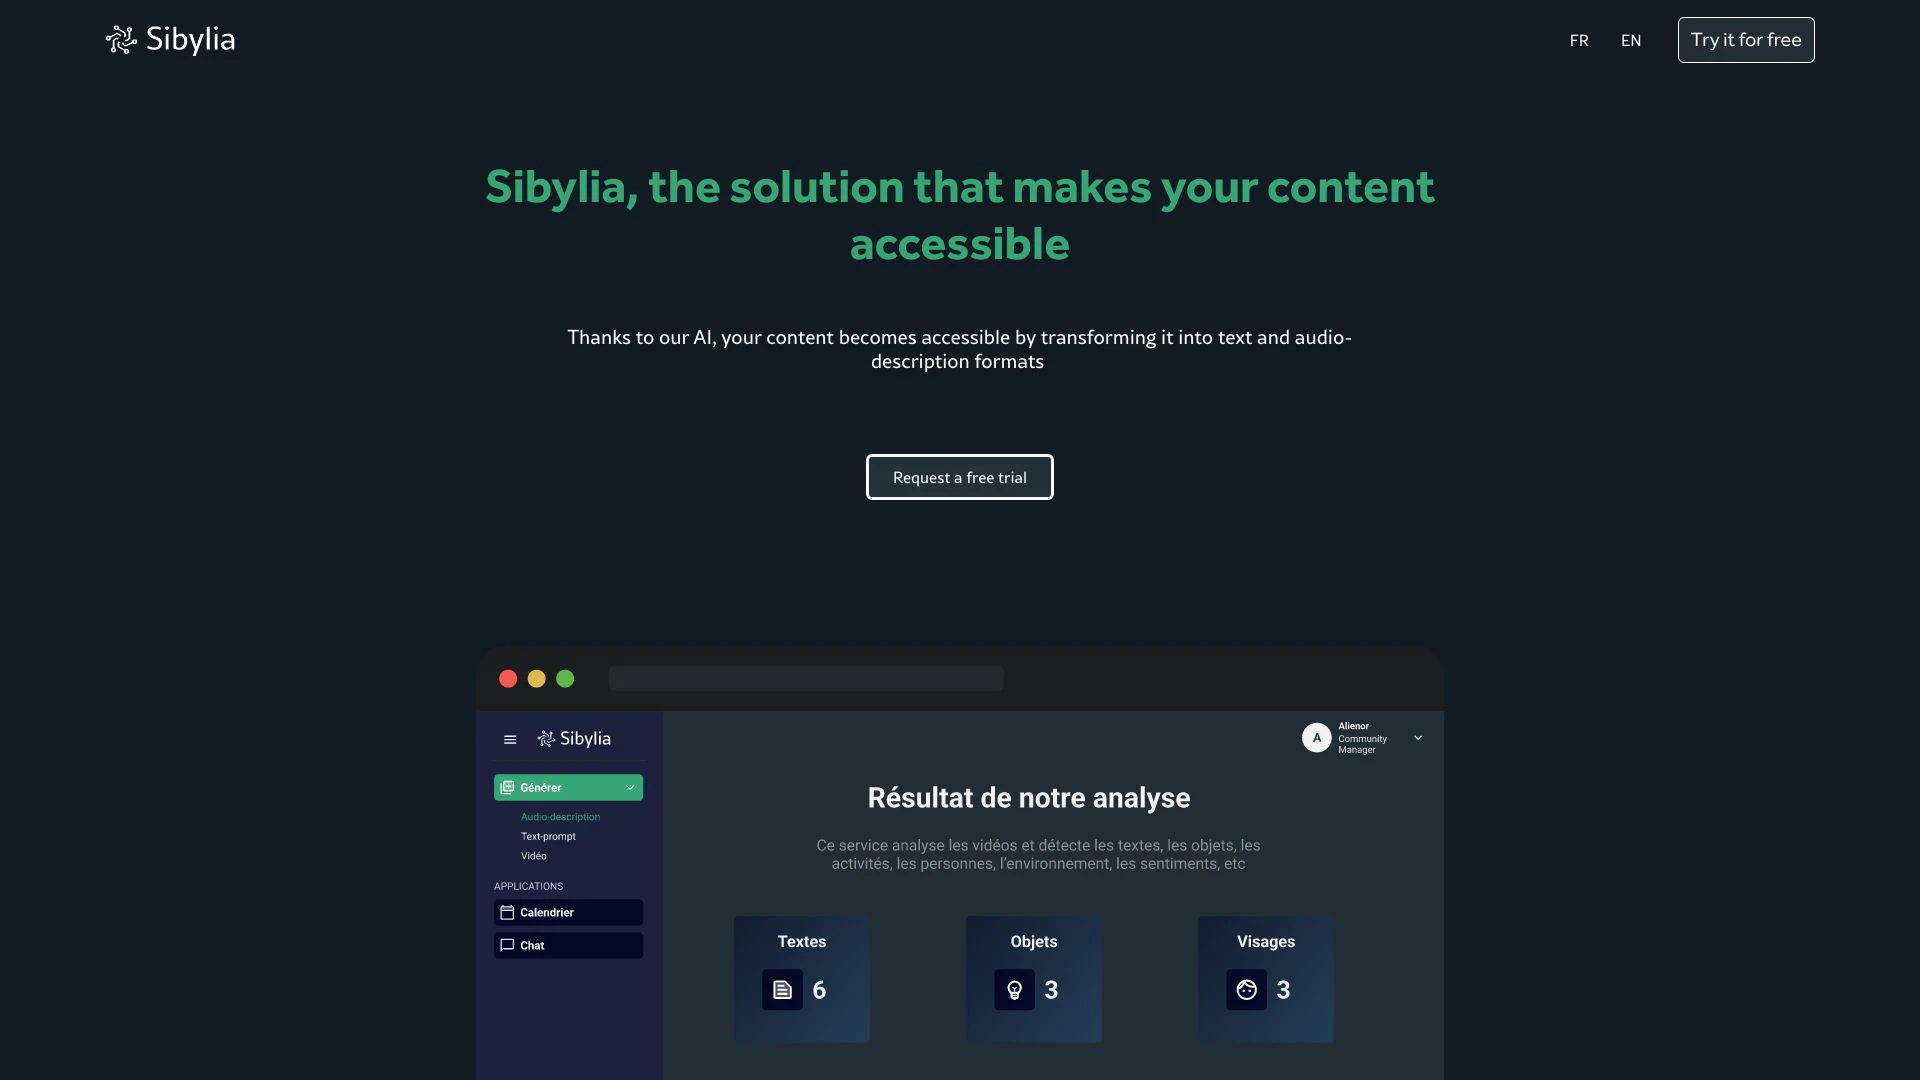 Sibylia
FR
EN
Try it for free
Sibylia, the solution that makes your content
accessible
Thanks to our AI, your content becomes accessible by transforming it into text and audio-
description formats
Request a free trial
Sibylia
A
Alienor
Community
Manager
Générer
Audio-description
Text-prompt
Vidéo
APPLICATIONS
Calendrier
Chat
Résultat de notre analyse
Ce service analyse les vidéos et détecte les textes, les objets, les
activités, les personnes, l'environnement, les sentiments, etc
Textes
6
Objets
3
Visages
3